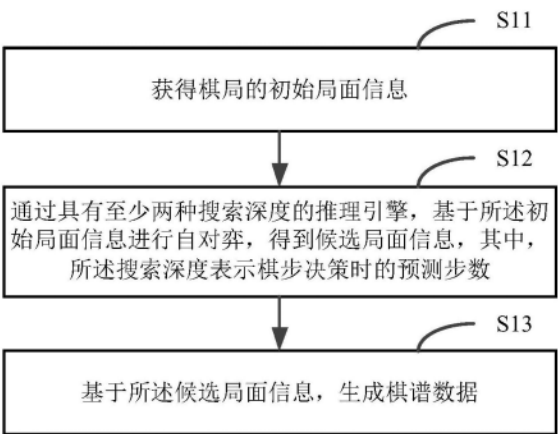 S11
获得棋局的初始局面信息
S12
通过具有至少两种搜索深度的推理引擎，基于所述初
始局面信息进行自对弈，得到候选局面信息，其中，
所述搜索深度表示棋步决策时的预测步数
S13
基于所述候选局面信息，生成棋谱数据